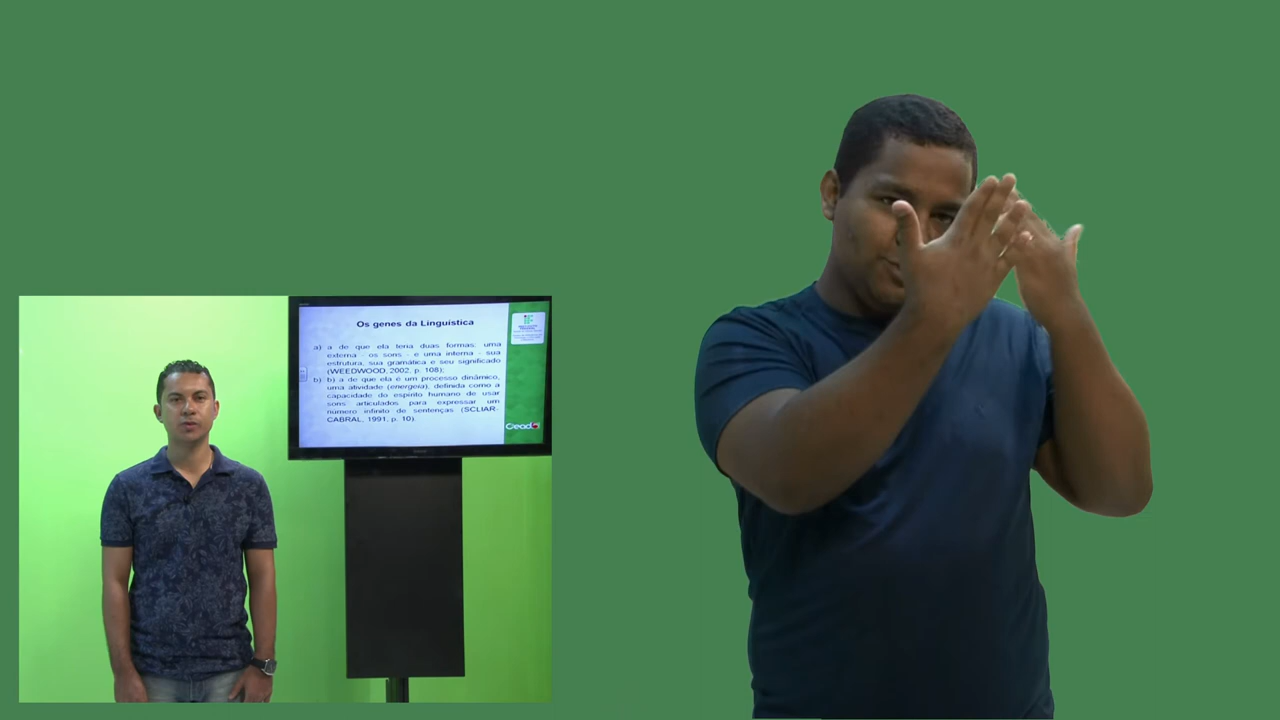 Os genes da Linguística
a) a de que ela teria duas formas: uma
externa - os sons - e uma interna - sua
estrutura, sua gramática e seu significado
(WEEDWOOD, 2002, p. 108);
b) b) a de que ela é um processo dinâmico,
uma atividade (energeia), definida como a
capacidade do espírito humano de usar
sons articulados para expressar um
número infinito de sentenças (SCLIAR-
CABRAL, 1991, p. 10).
Cead